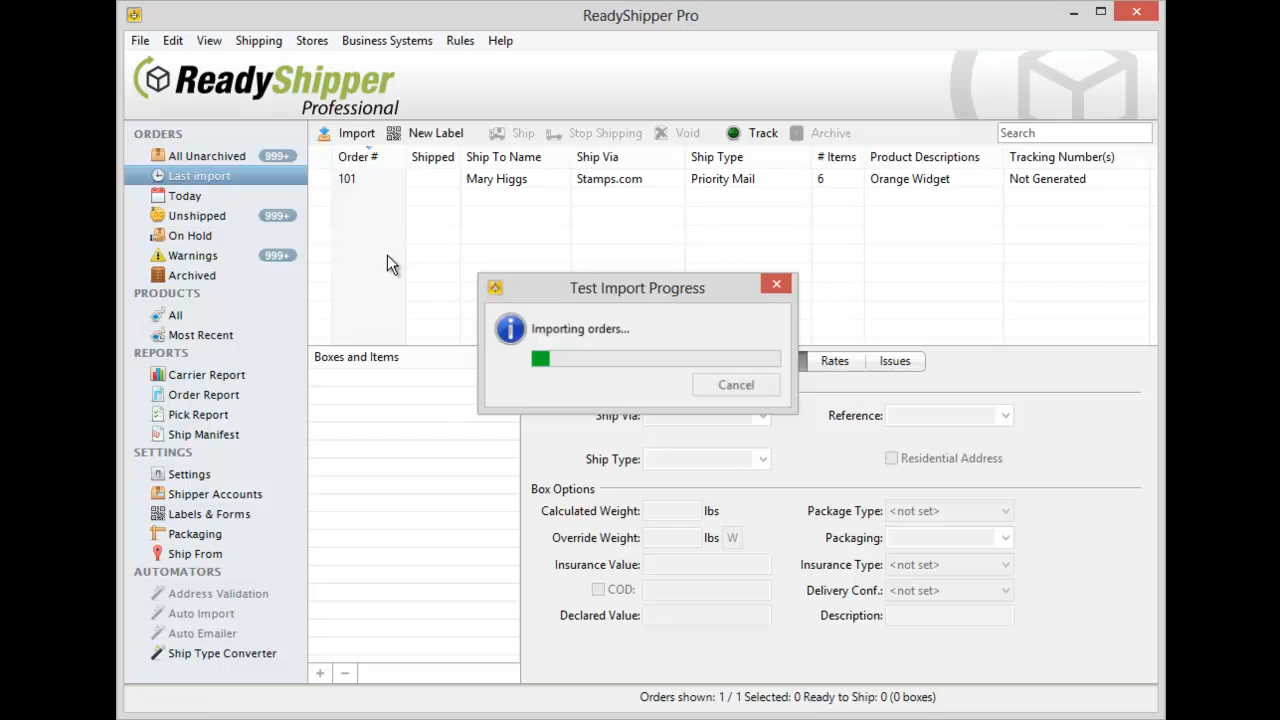 ReadyShipper Pro
File Edit View Shipping Stores Business Systems Rules Help
ReadyShipper
Professional
ORDERS
All Unarchived 999+
Last import
Today
Unshipped 999+
On Hold
Warnings 999+
Archived
PRODUCTS
All
Most Recent
REPORTS
Carrier Report
Order Report
Pick Report
Ship Manifest
SETTINGS
Settings
Shipper Accounts
Labels & Forms
Packaging
Ship From
AUTOMATORS
Address Validation
Auto Import
Auto Emailer
Ship Type Converter
Import New Label Ship Stop Shipping Void Track Archive Search
Order # Shipped Ship To Name Ship Via Ship Type # Items Product Descriptions Tracking Number(s)
101 Mary Higgs Stamps.com Priority Mail 6 Orange Widget Not Generated
Test Import Progress
Importing orders...
Cancel
Boxes and Items
Rates Issues
Ship Via: Reference:
Ship Type: Residential Address
Box Options
Calculated Weight: lbs Package Type: <not set>
Override Weight: lbs W Packaging:
Insurance Value: Insurance Type: <not set>
COD: Delivery Conf.: <not set>
Declared Value: Description:
+ −
Orders shown: 1 / 1 Selected: 0 Ready to Ship: 0 (0 boxes)